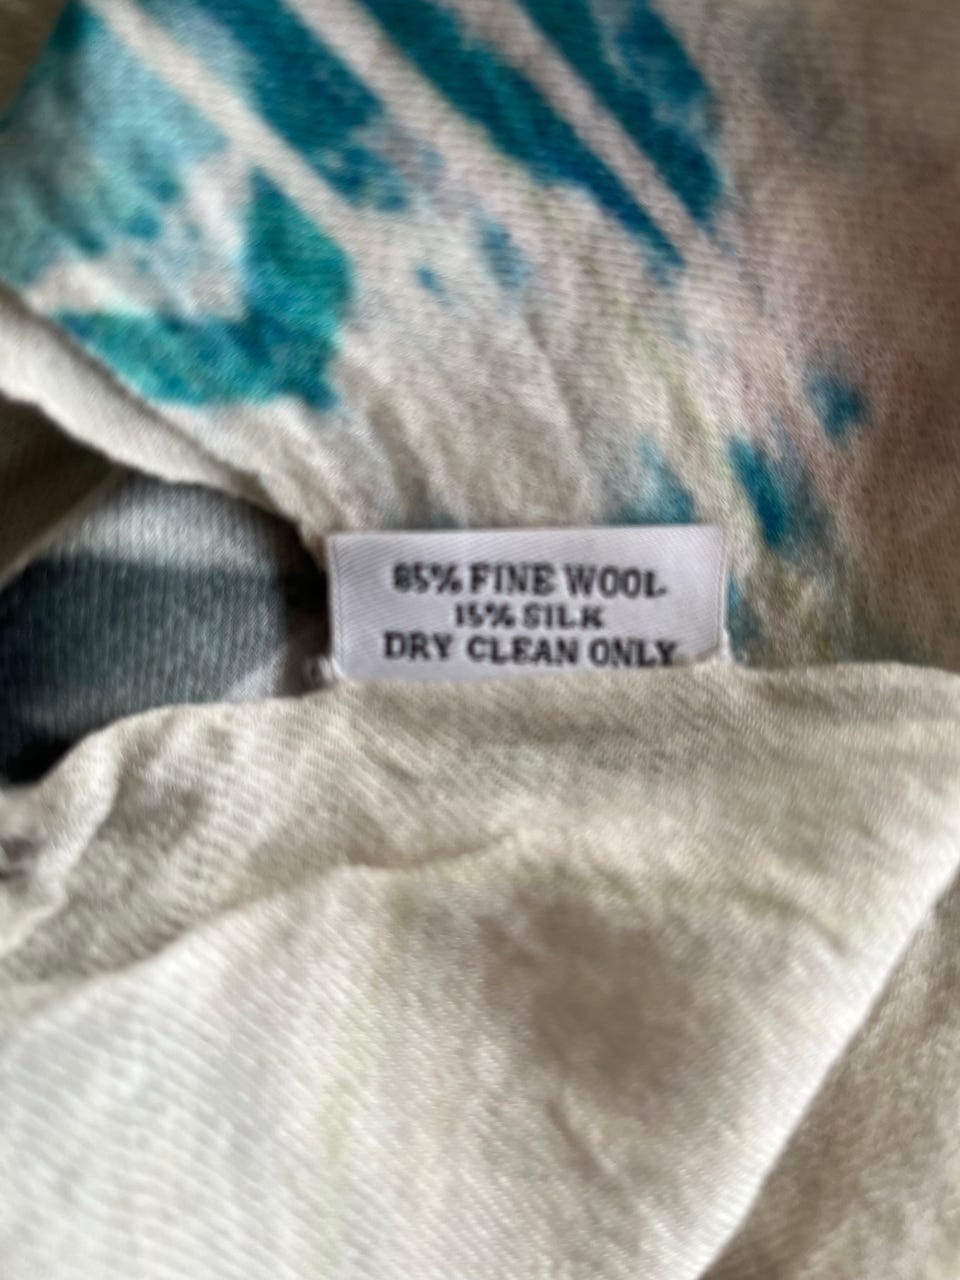 85% FINE WOOL
15% SILK
DRY CLEAN ONLY